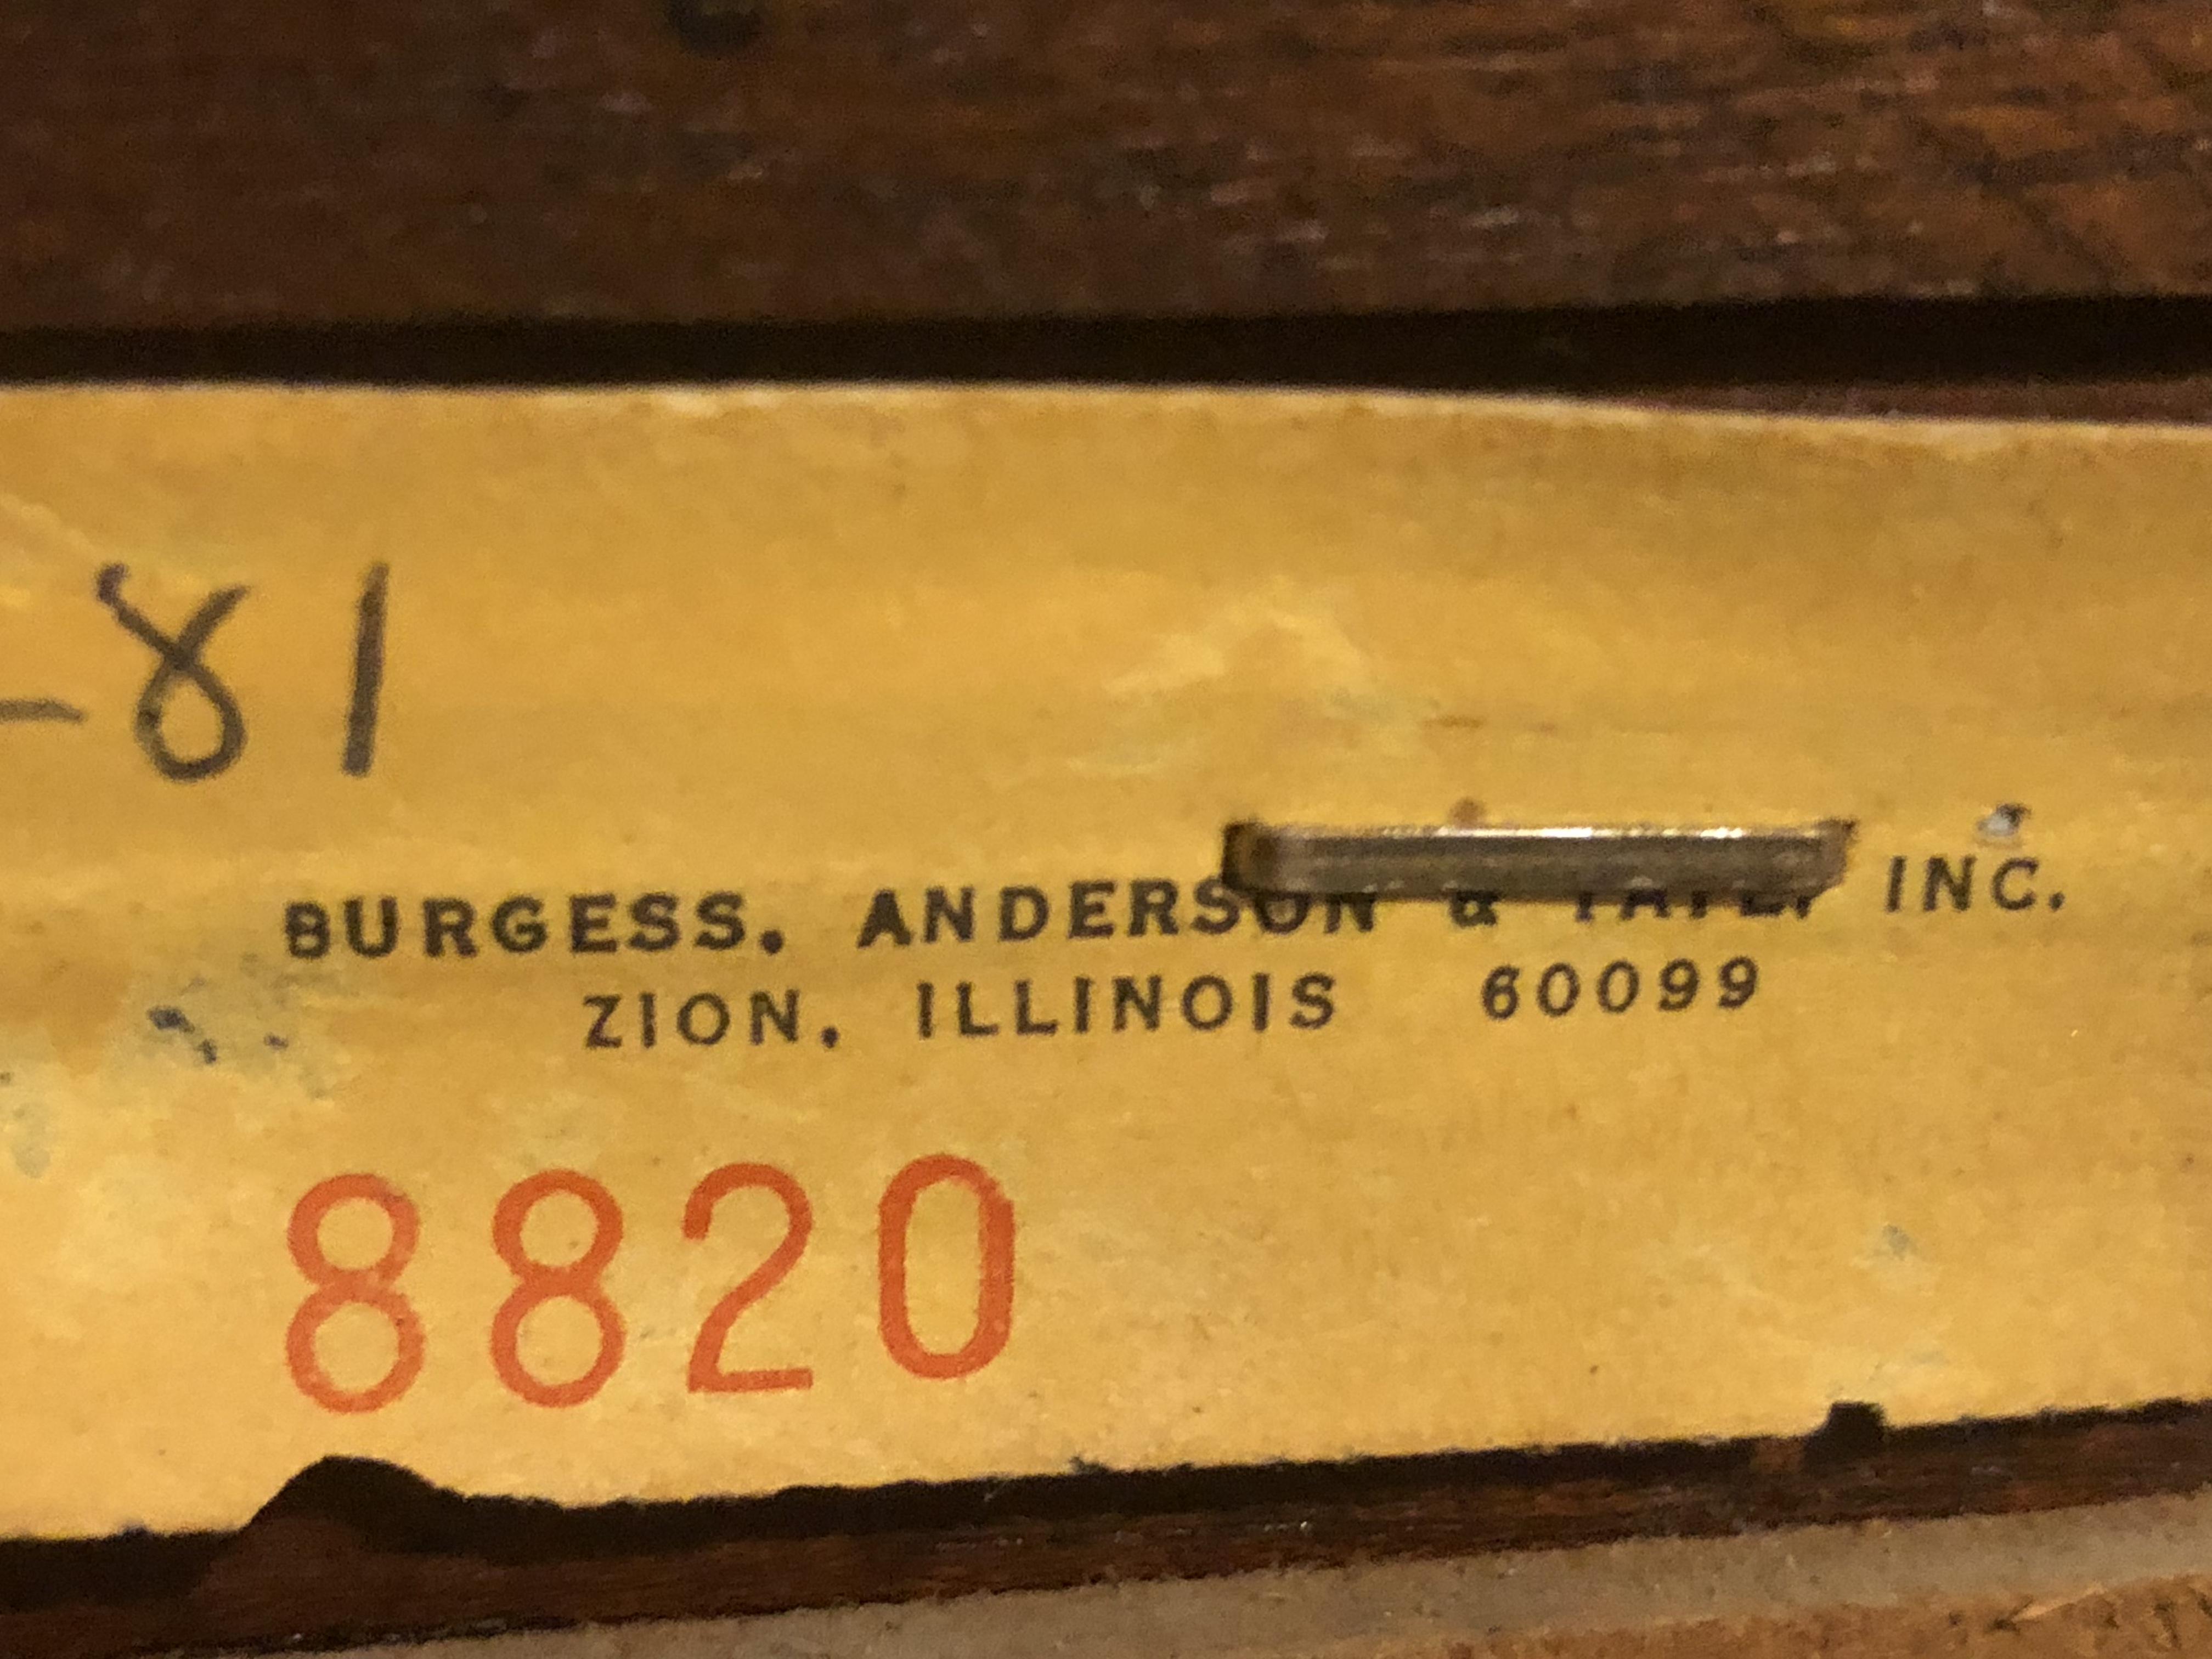 -81
BURGESS, ANDERSON & INC.
ZION, ILLINOIS 60099
8820